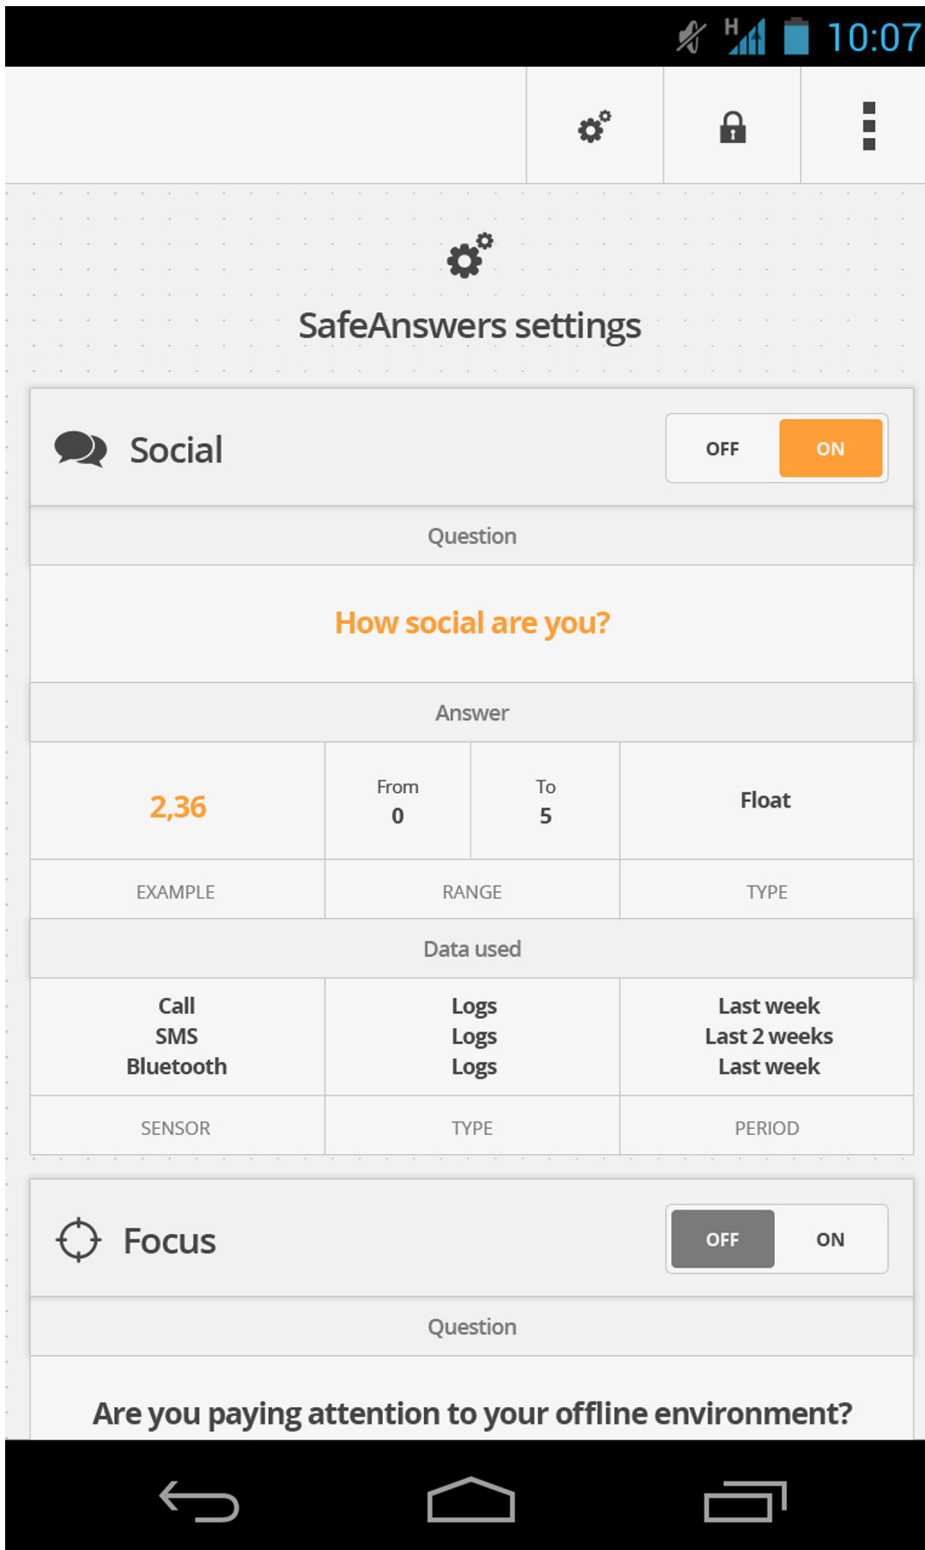 H 10:07
SafeAnswers settings
Social OFF ON
Question
How social are you?
Answer
2,36 From 0 To 5 Float
EXAMPLE RANGE TYPE
Data used
Call Logs Last week
SMS Logs Last 2 weeks
Bluetooth Logs Last week
SENSOR TYPE PERIOD
Focus OFF ON
Question
Are you paying attention to your offline environment?